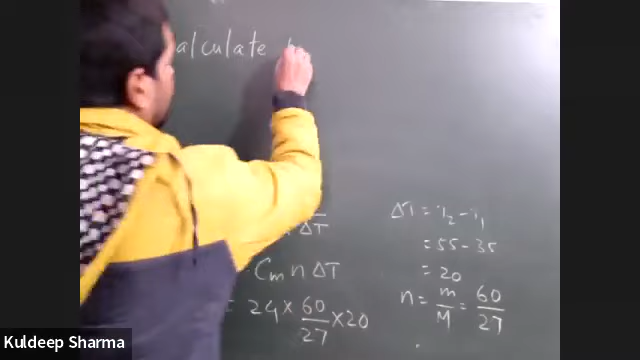 alculate
ΔT = T₂ - T₁
ΔT
= 55 - 35
Cₘ n ΔT
= 20
= 24 × 60/27 × 20
n = m/M = 60/27
Kuldeep Sharma